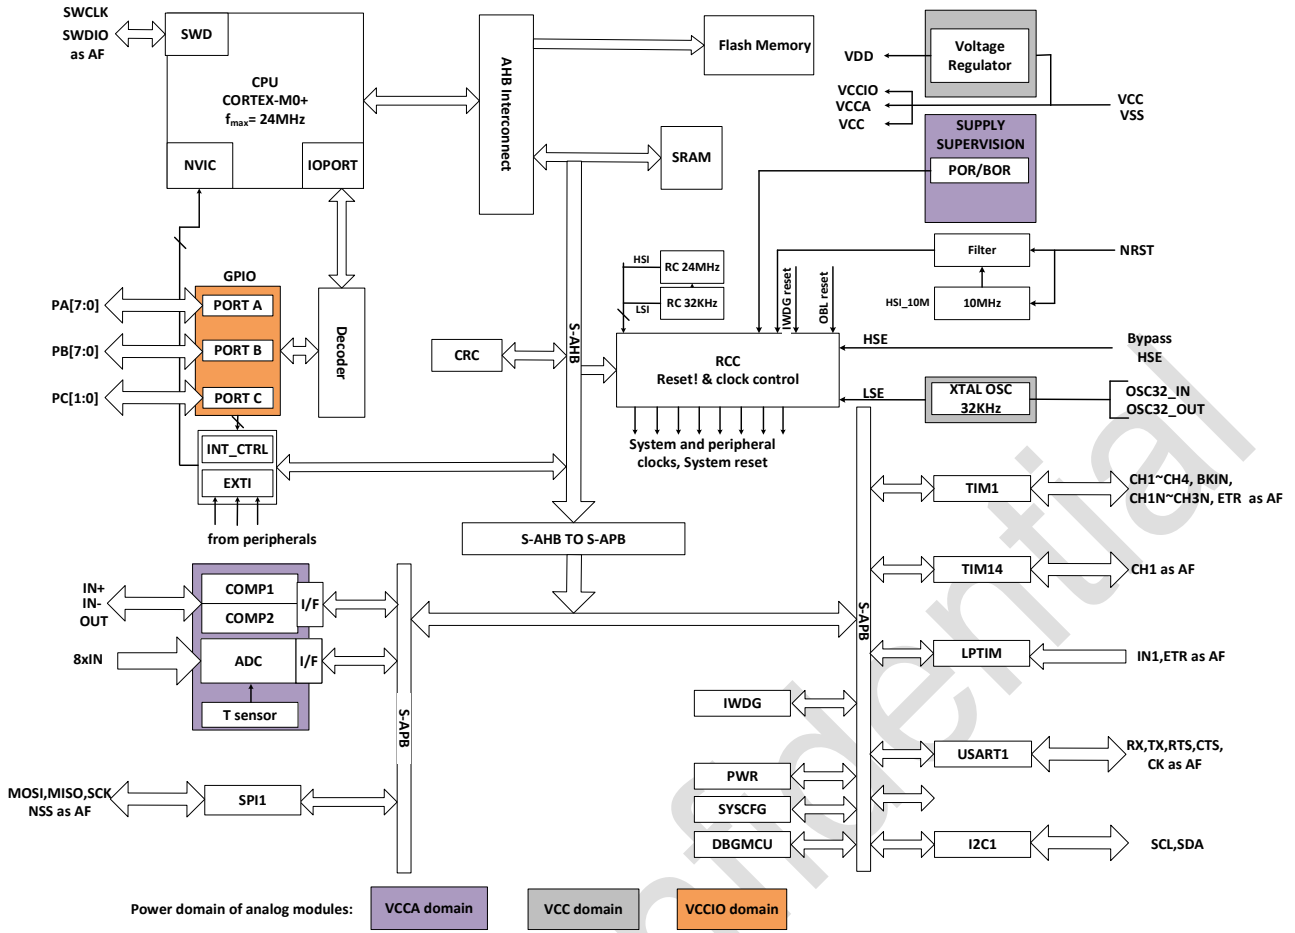 SWCLK
SWDIO
as AF
SWD
CPU
CORTEX-M0+
fmax= 24MHz
NVIC
IOPORT
AHB Interconnect
Flash Memory
SRAM
VDD
Voltage
Regulator
VCCIO
VCCA
VCC
VCC
VSS
SUPPLY
SUPERVISION
POR/BOR
Filter
NRST
HSI_10M
10MHz
HSI
RC 24MHz
LSI
RC 32KHz
IWDG reset
OBL reset
GPIO
PA[7:0]
PORT A
PB[7:0]
PORT B
PC[1:0]
PORT C
Decoder
CRC
S-AHB
RCC
Reset! & clock control
HSE
Bypass
HSE
LSE
XTAL OSC
32KHz
OSC32_IN
OSC32_OUT
System and peripheral
clocks, System reset
INT_CTRL
EXTI
from peripherals
S-AHB TO S-APB
TIM1
CH1~CH4, BKIN,
CH1N~CH3N, ETR as AF
TIM14
CH1 as AF
IN+
IN-
OUT
COMP1
COMP2
I/F
8xIN
ADC
I/F
T sensor
S-APB
S-APB
LPTIM
IN1,ETR as AF
IWDG
USART1
RX,TX,RTS,CTS,
CK as AF
PWR
SYSCFG
DBGMCU
I2C1
SCL,SDA
MOSI,MISO,SCK
NSS as AF
SPI1
Power domain of analog modules:
VCCA domain
VCC domain
VCCIO domain